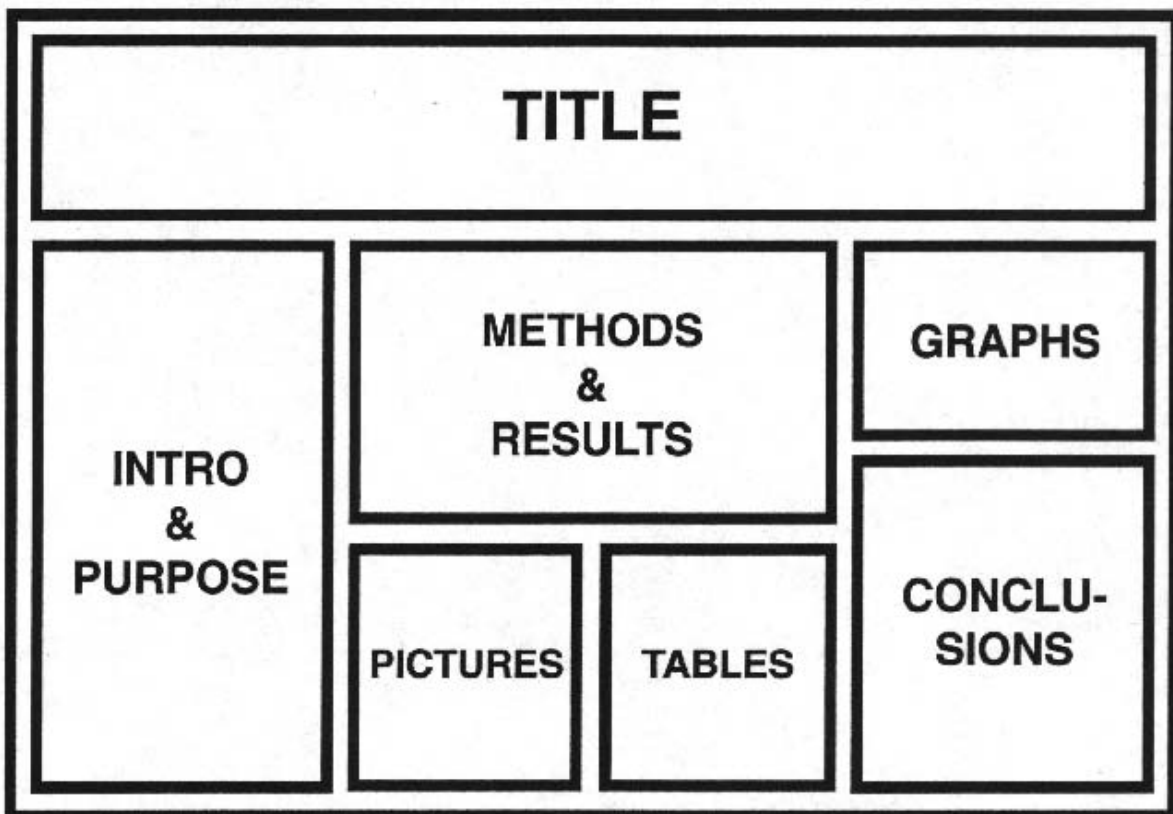 TITLE
INTRO
&
PURPOSE
METHODS
&
RESULTS
PICTURES
TABLES
GRAPHS
CONCLU-
SIONS